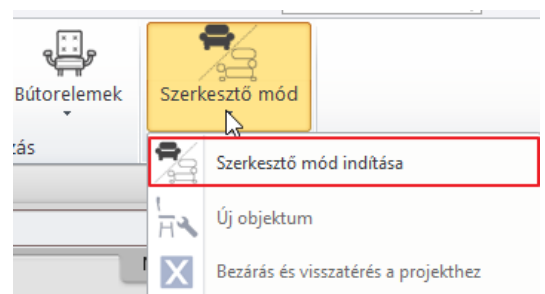 Bútorelemek
Szerkesztő mód
zás
Szerkesztő mód indítása
Új objektum
Bezárás és visszatérés a projekthez